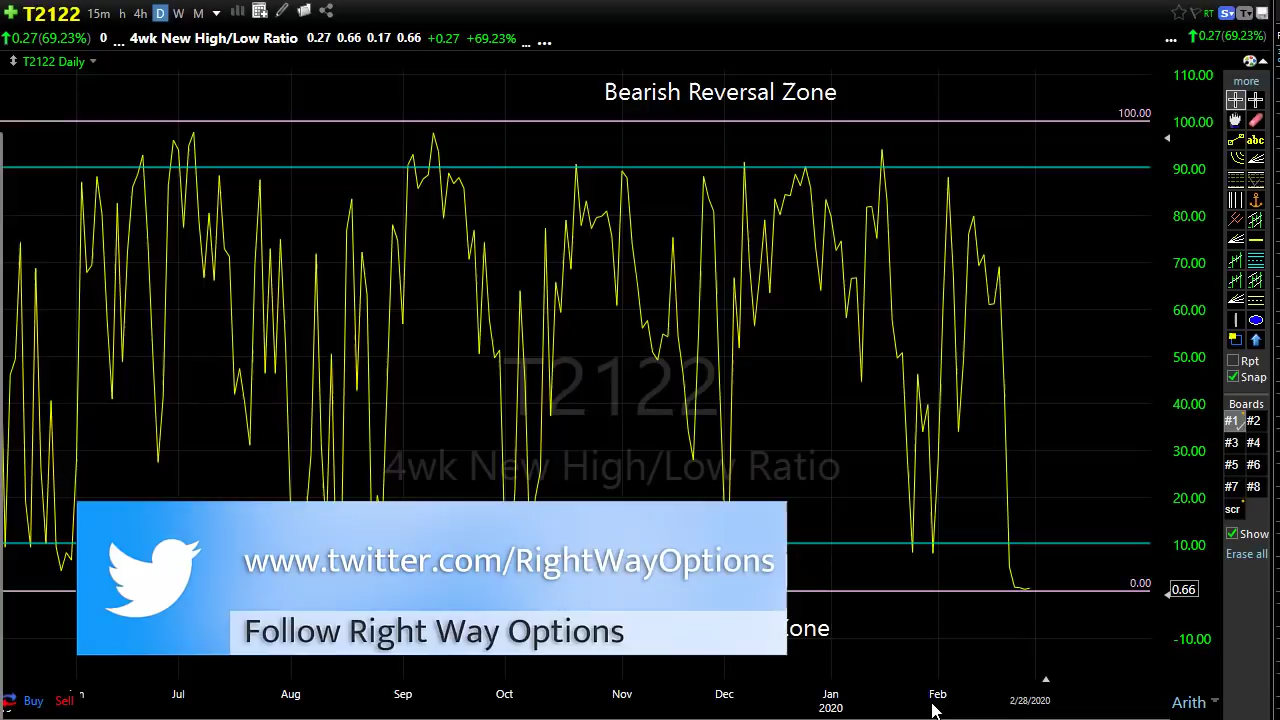 T2122 15m h 4h D W M
RT S T
0.27(69.23%) 0 ... 4wk New High/Low Ratio 0.27 0.66 0.17 0.66 +0.27 +69.23% ... ...
... 0.27(69.23%)
T2122 Daily
more
Bearish Reversal Zone
110.00
100.00
100.00
90.00
80.00
70.00
60.00
50.00
40.00
30.00
20.00
10.00
0.00
0.66
-10.00
T2122
4wk New High/Low Ratio
abc
Rpt
Snap
Boards
#1 #2
#3 #4
#5 #6
#7 #8
scr
Show
Erase all
www.twitter.com/RightWayOptions
Follow Right Way Options
Zone
Jul Aug Sep Oct Nov Dec Jan Feb
2020
2/28/2020
Buy Sell
Arith